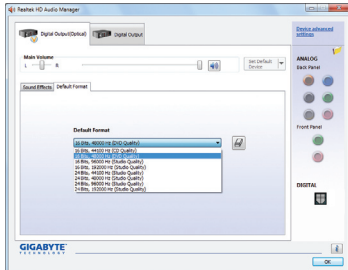 Realtek HD Audio Manager
Digital Output(Optical)
Digital Output
Device advanced settings
Main Volume
L
R
Set Default Device
ANALOG
Back Panel
Sound Effects
Default Format
Default Format
16 Bits, 48000 Hz (DVD Quality)
16 Bits, 44100 Hz (CD Quality)
16 Bits, 48000 Hz (DVD Quality)
16 Bits, 96000 Hz (Studio Quality)
16 Bits, 192000 Hz (Studio Quality)
24 Bits, 44100 Hz (Studio Quality)
24 Bits, 48000 Hz (Studio Quality)
24 Bits, 96000 Hz (Studio Quality)
24 Bits, 192000 Hz (Studio Quality)
Front Panel
DIGITAL
GIGABYTE
TECHNOLOGY
OK